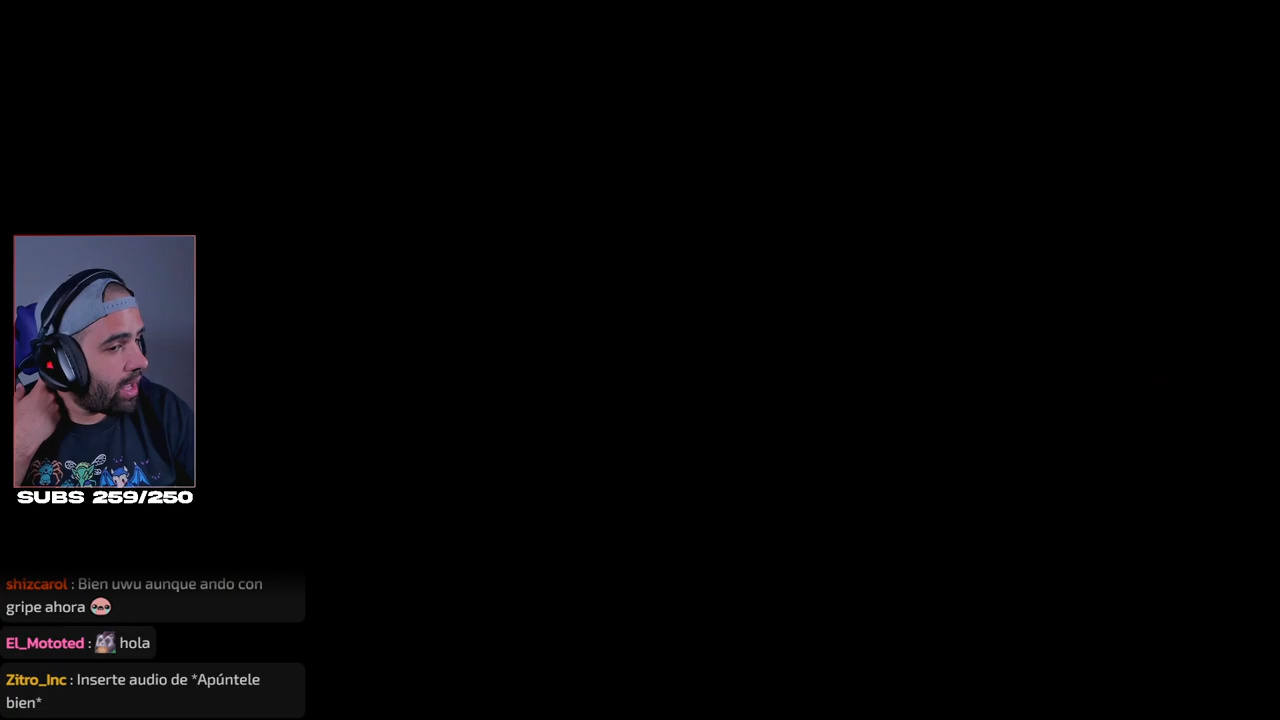 SUBS 259/250
shizcarol : Bien uwu aunque ando con
gripe ahora
El_Mototed : hola
Zitro_Inc : Inserte audio de *Apúntele
bien*